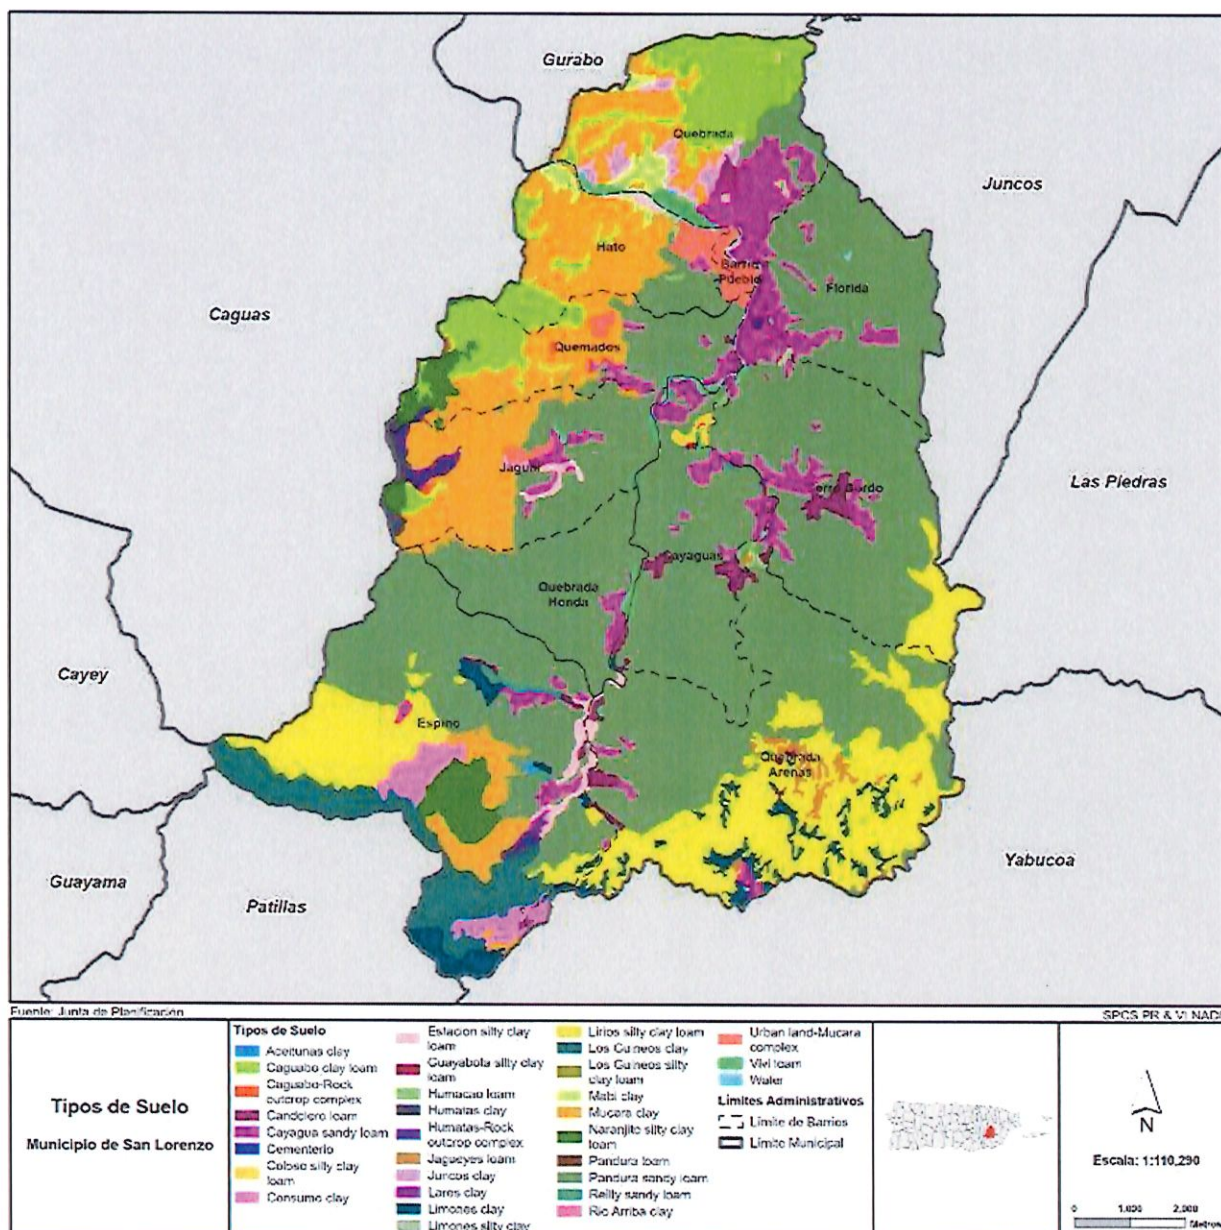 Gurabo
Quebrada
Juncos
Hato
Barrio
Pueblo
Florida
Caguas
Quemados
Jagual
Las Piedras
Cerro Gordo
Cayaguas
Quebrada
Honda
Cayey
Espino
Quebrada
Arenas
Yabucoa
Guayama
Patillas
Fuente: Junta de Planificación
SPCS PR & VI NAD
Tipos de Suelo
Municipio de San Lorenzo
Tipos de Suelo
Aceitunas clay
Caguabo clay loam
Caguabo-Rock
outcrop complex
Candelero loam
Cayagua sandy loam
Cementerio
Coloso silty clay
loam
Consumo clay
Estacion silty clay
loam
Guayabota silty clay
loam
Humacao loam
Humatas clay
Humatas-Rock
outcrop complex
Jagueyes loam
Juncos clay
Lares clay
Limones clay
Limones silty clay
Lirios silty clay loam
Los Guineos clay
Los Guineos silty
clay loam
Mabi clay
Mucara clay
Naranjito silty clay
loam
Pandura loam
Pandura sandy loam
Reilly sandy loam
Rio Arriba clay
Urban land-Mucara
complex
Vivi loam
Water
Límites Administrativos
Límite de Barrios
Límite Municipal
N
Escala: 1:110,290
0 1,000 2,000
Metros